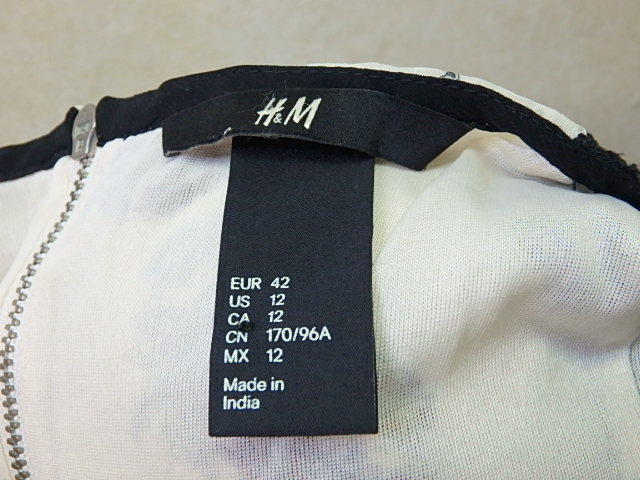 H&M
EUR 42
US 12
CA 12
CN 170/96A
MX 12
Made in
India